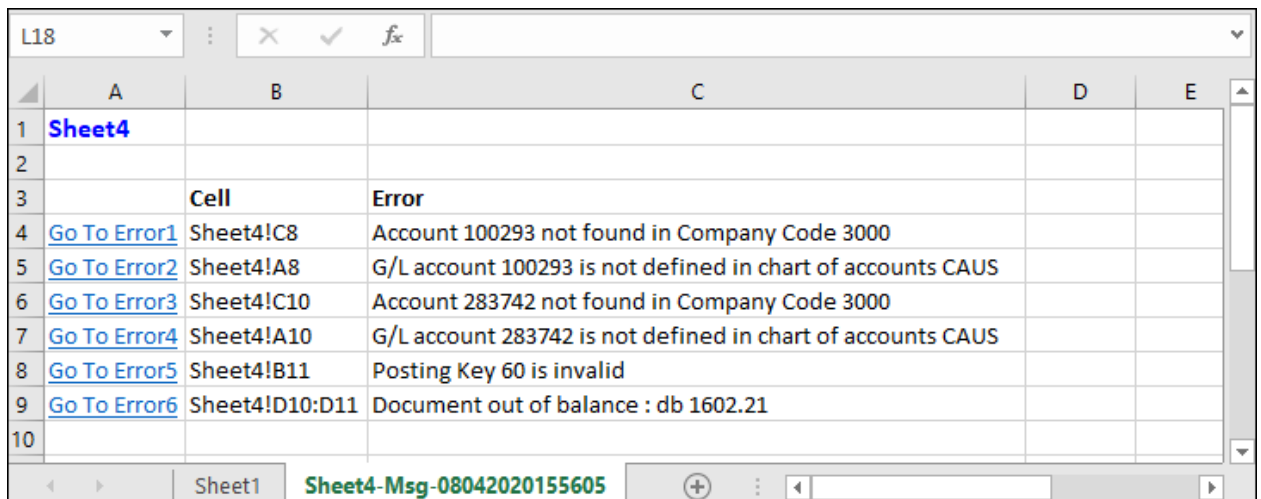 L18 fx
A B C D E
1 Sheet4
2
3 Cell Error
4 Go To Error1 Sheet4!C8 Account 100293 not found in Company Code 3000
5 Go To Error2 Sheet4!A8 G/L account 100293 is not defined in chart of accounts CAUS
6 Go To Error3 Sheet4!C10 Account 283742 not found in Company Code 3000
7 Go To Error4 Sheet4!A10 G/L account 283742 is not defined in chart of accounts CAUS
8 Go To Error5 Sheet4!B11 Posting Key 60 is invalid
9 Go To Error6 Sheet4!D10:D11 Document out of balance : db 1602.21
10
Sheet1 Sheet4-Msg-08042020155605